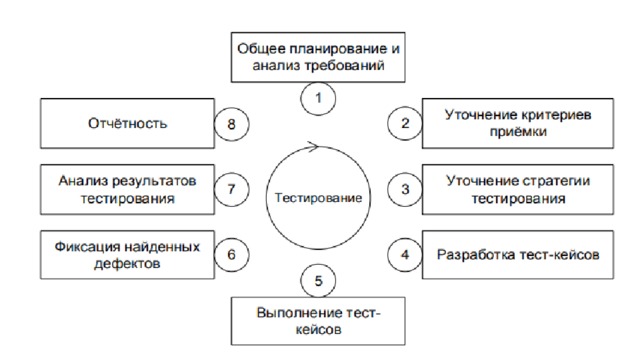 Общее планирование и
анализ требований
1
2
Уточнение критериев
приёмки
3
Уточнение стратегии
тестирования
4
Разработка тест-кейсов
5
Выполнение тест-
кейсов
6
Фиксация найденных
дефектов
7
Анализ результатов
тестирования
8
Отчётность
Тестирование